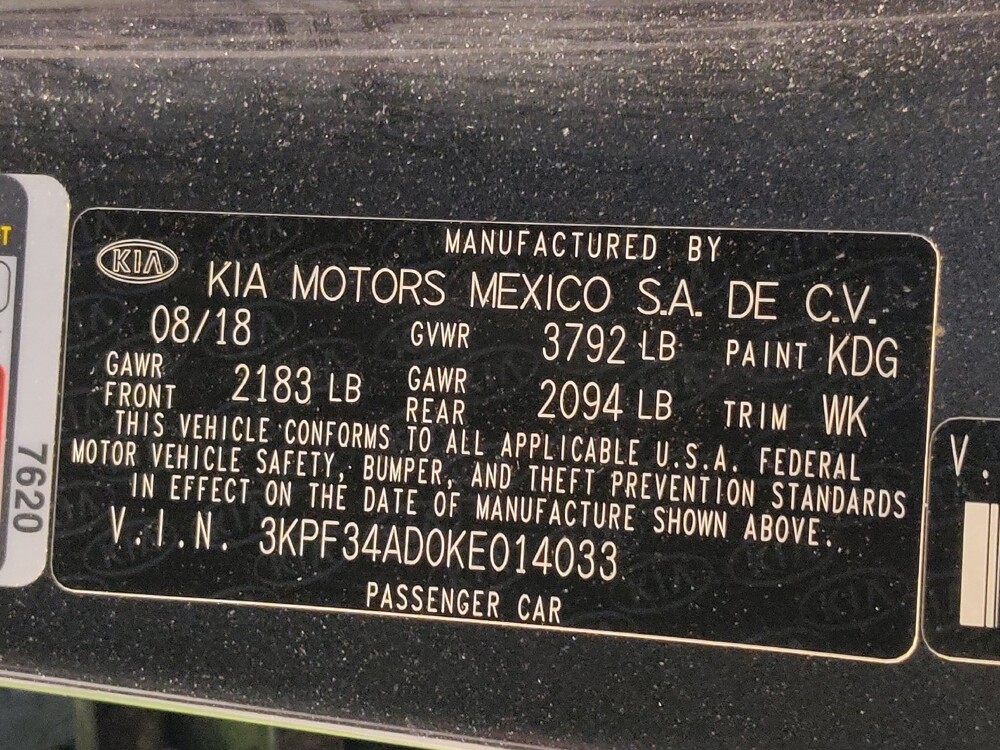 MANUFACTURED BY
KIA
KIA MOTORS MEXICO S.A. DE C.V.
08/18 GVWR 3792 LB PAINT KDG
GAWR FRONT 2183 LB GAWR REAR 2094 LB TRIM WK
THIS VEHICLE CONFORMS TO ALL APPLICABLE U.S.A. FEDERAL
MOTOR VEHICLE SAFETY, BUMPER, AND THEFT PREVENTION STANDARDS
IN EFFECT ON THE DATE OF MANUFACTURE SHOWN ABOVE.
V.I.N. 3KPF34AD0KE014033
PASSENGER CAR
7620
T
V.